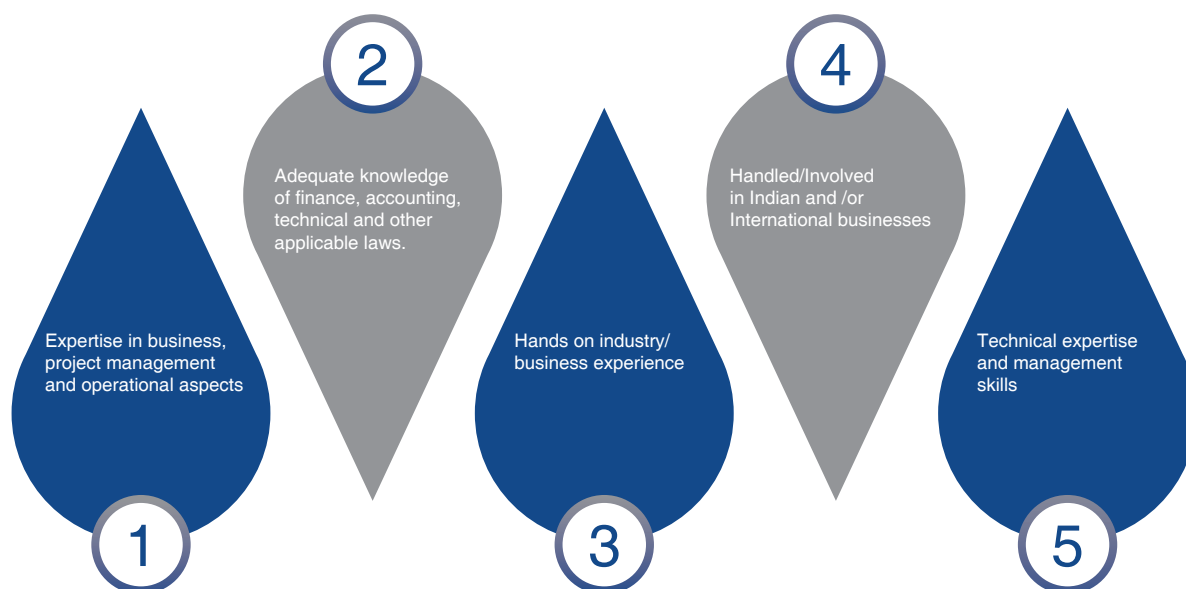 1
Expertise in business,
project management
and operational aspects
2
Adequate knowledge
of finance, accounting,
technical and other
applicable laws.
3
Hands on industry/
business experience
4
Handled/Involved
in Indian and /or
International businesses
5
Technical expertise
and management
skills